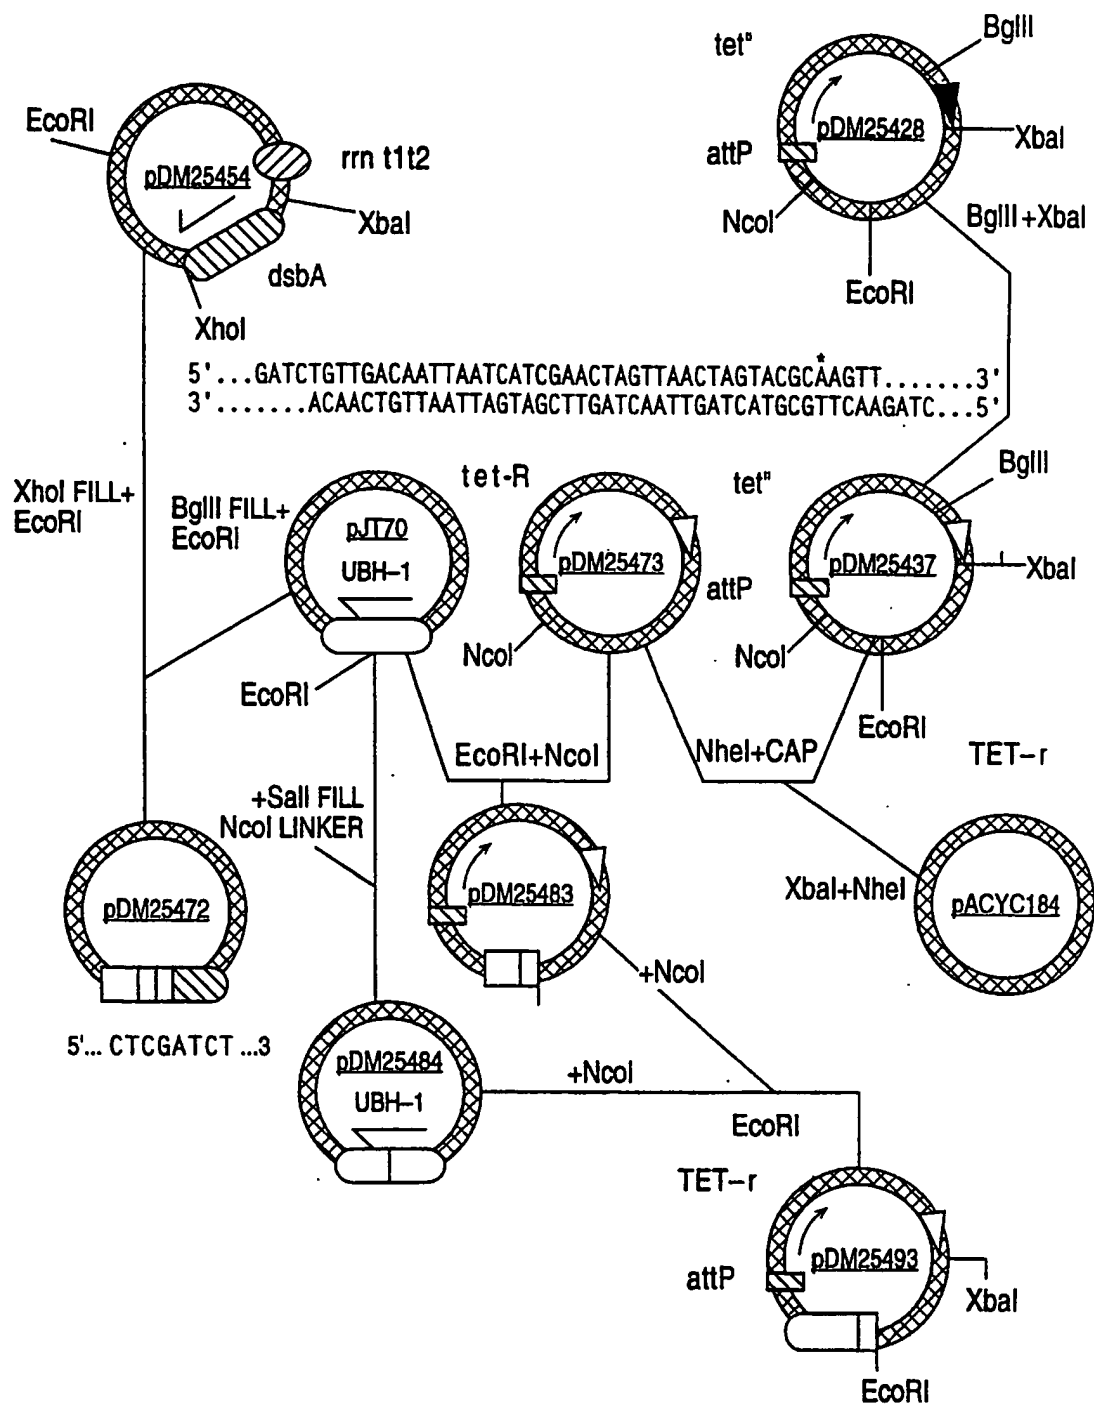 EcoRI
pDM25454
rrn t1t2
XbaI
dsbA
XhoI
tetᴿ
BglII
pDM25428
XbaI
attP
NcoI
BglII+XbaI
EcoRI
*
5'...GATCTGTTGACAATTAATCATCGAACTAGTTAACTAGTACGCAAGTT.......3'
3'.......ACAACTGTTAATTAGTAGCTTGATCAATTGATCATGCGTTCAAGATC...5'
XhoI FILL+
EcoRI
BglII FILL+
EcoRI
pJT70
UBH-1
EcoRI
tet-R
pDM25473
NcoI
attP
tetᴿ
BglII
pDM25437
XbaI
NcoI
EcoRI
EcoRI+NcoI
NheI+CAP
TET-r
+SalI FILL
NcoI LINKER
pDM25472
5'... CTCGATCT ...3
pDM25483
XbaI+NheI
pACYC184
+NcoI
pDM25484
UBH-1
+NcoI
EcoRI
TET-r
pDM25493
attP
XbaI
EcoRI